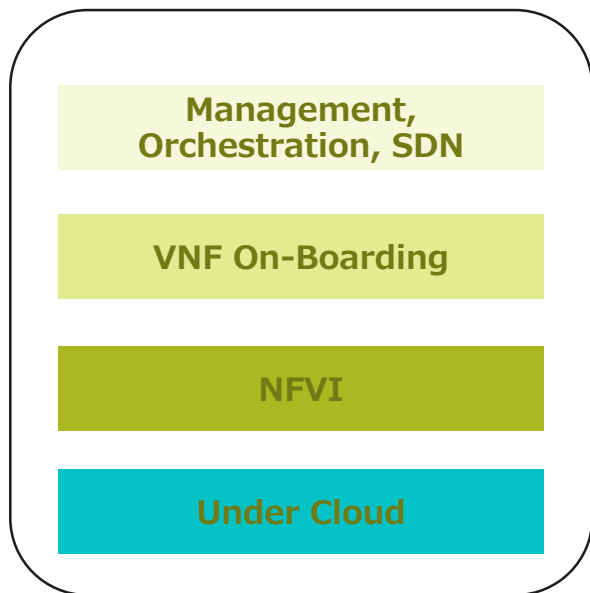 Management,
Orchestration, SDN
VNF On-Boarding
NFVI
Under Cloud